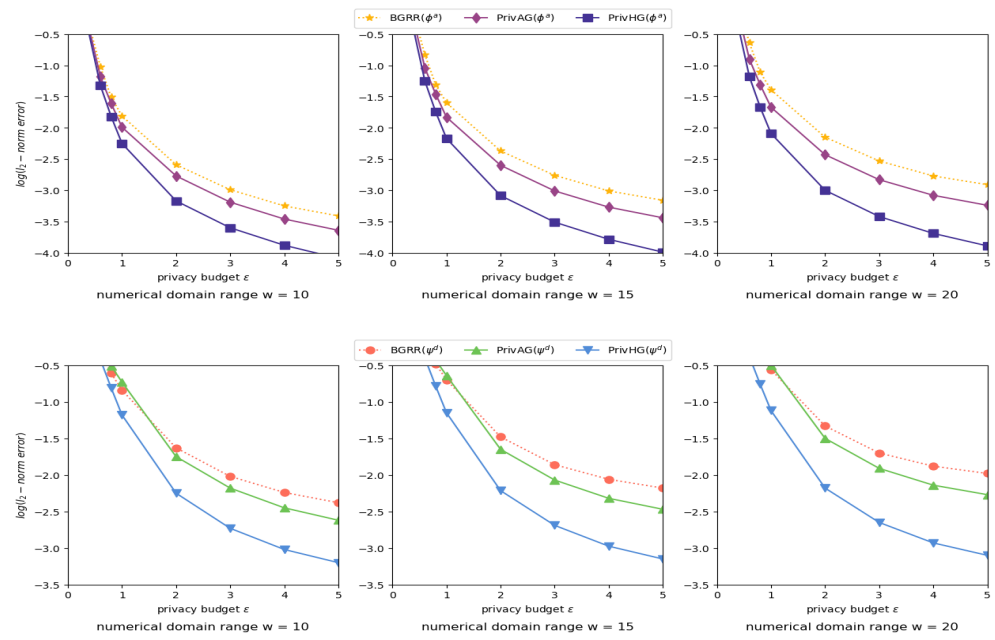 BGRR(ϕᵃ) PrivAG(ϕᵃ) PrivHG(ϕᵃ)
log(l₂ − norm error)
−0.5 −1.0 −1.5 −2.0 −2.5 −3.0 −3.5 −4.0
0 1 2 3 4 5
privacy budget ε
numerical domain range w = 10
−0.5 −1.0 −1.5 −2.0 −2.5 −3.0 −3.5 −4.0
0 1 2 3 4 5
privacy budget ε
numerical domain range w = 15
−0.5 −1.0 −1.5 −2.0 −2.5 −3.0 −3.5 −4.0
0 1 2 3 4 5
privacy budget ε
numerical domain range w = 20
BGRR(ψᵈ) PrivAG(ψᵈ) PrivHG(ψᵈ)
log(l₂ − norm error)
−0.5 −1.0 −1.5 −2.0 −2.5 −3.0 −3.5
0 1 2 3 4 5
privacy budget ε
numerical domain range w = 10
−0.5 −1.0 −1.5 −2.0 −2.5 −3.0 −3.5
0 1 2 3 4 5
privacy budget ε
numerical domain range w = 15
−0.5 −1.0 −1.5 −2.0 −2.5 −3.0 −3.5
0 1 2 3 4 5
privacy budget ε
numerical domain range w = 20